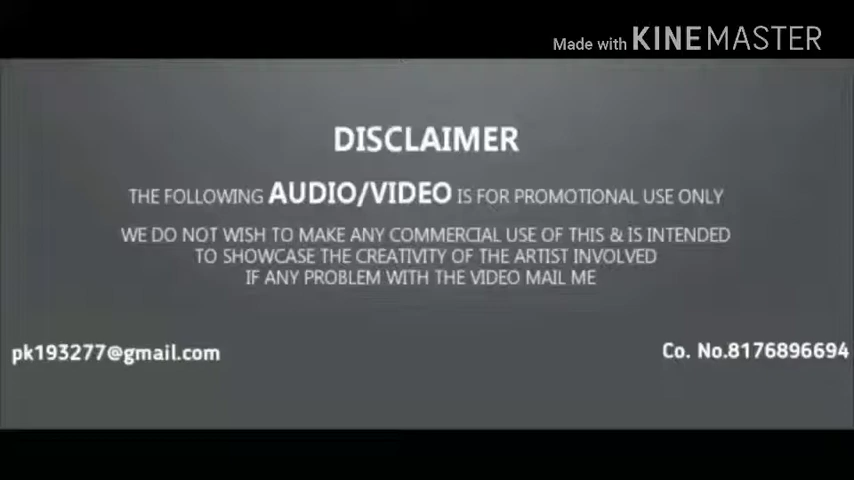 Made with KINEMASTER
DISCLAIMER
THE FOLLOWING AUDIO/VIDEO IS FOR PROMOTIONAL USE ONLY
WE DO NOT WISH TO MAKE ANY COMMERCIAL USE OF THIS & IS INTENDED
TO SHOWCASE THE CREATIVITY OF THE ARTIST INVOLVED
IF ANY PROBLEM WITH THE VIDEO MAIL ME
pk193277@gmail.com
Co. No.8176896694